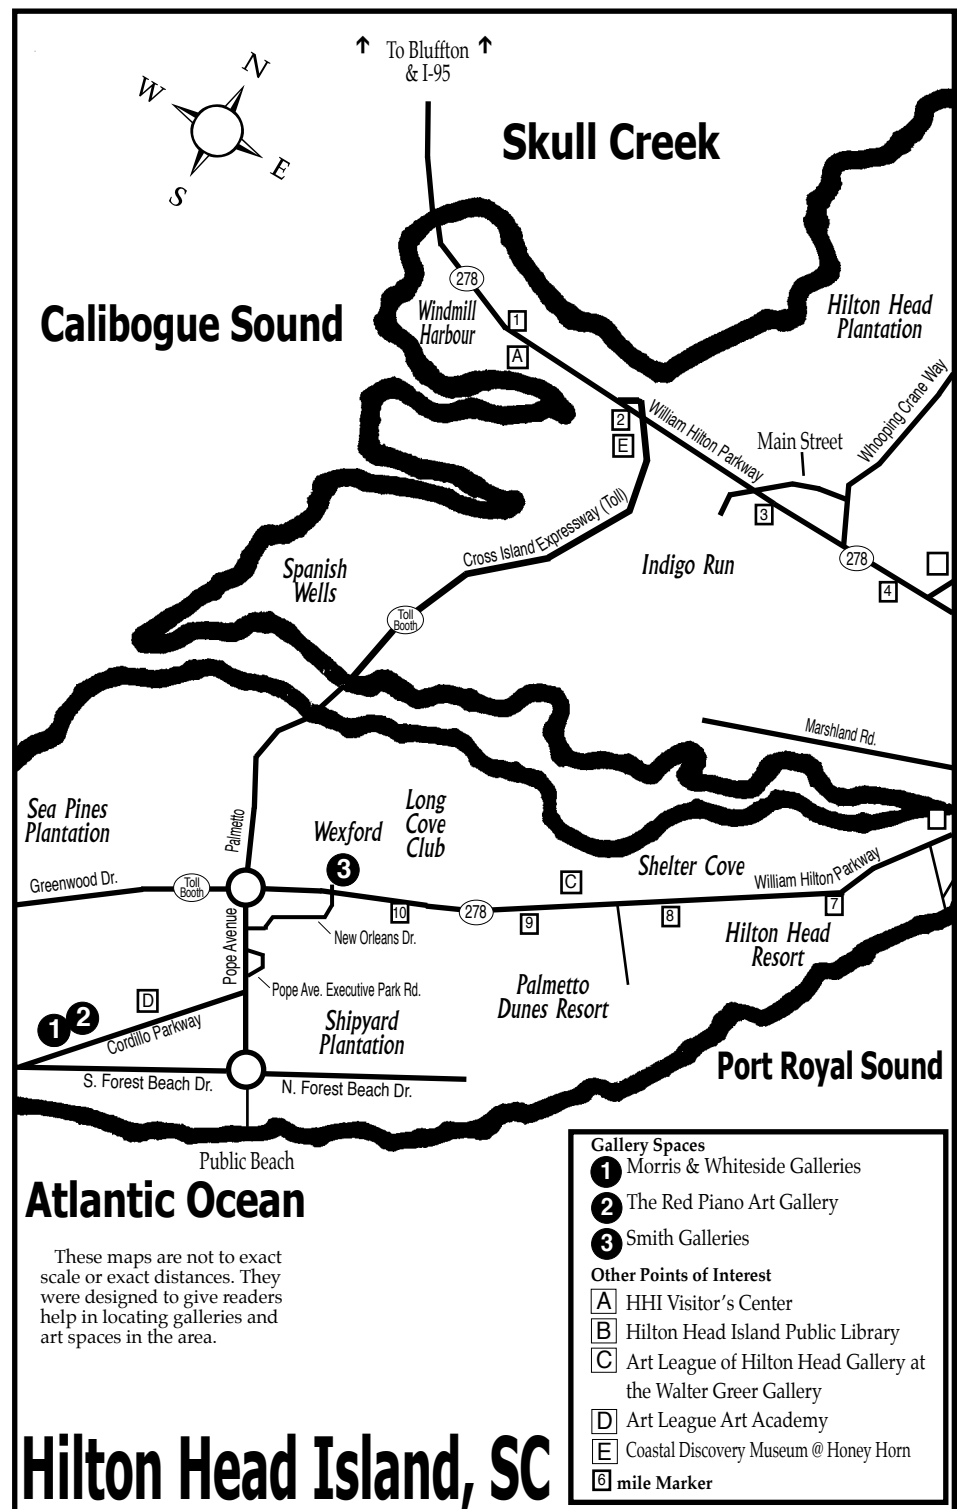 To Bluffton
& I-95
N
W
E
S
Skull Creek
278
Windmill
Harbour
Calibogue Sound
1
A
Hilton Head
Plantation
Whooping Crane Way
2
E
William Hilton Parkway
Main Street
3
Cross Island Expressway (Toll)
278
Indigo Run
4
Spanish
Wells
Toll
Booth
Marshland Rd.
Sea Pines
Plantation
Palmetto
Wexford
Long
Cove
Club
3
Shelter Cove
William Hilton Parkway
Greenwood Dr.
Toll
Booth
C
10
278
9
8
7
New Orleans Dr.
Pope Avenue
Hilton Head
Resort
Pope Ave. Executive Park Rd.
Palmetto
Dunes Resort
D
1
2
Cordillo Parkway
Shipyard
Plantation
S. Forest Beach Dr.
N. Forest Beach Dr.
Port Royal Sound
Public Beach
Atlantic Ocean
These maps are not to exact
scale or exact distances. They
were designed to give readers
help in locating galleries and
art spaces in the area.
Gallery Spaces
1 Morris & Whiteside Galleries
2 The Red Piano Art Gallery
3 Smith Galleries
Other Points of Interest
A HHI Visitor's Center
B Hilton Head Island Public Library
C Art League of Hilton Head Gallery at
the Walter Greer Gallery
D Art League Art Academy
E Coastal Discovery Museum @ Honey Horn
6 mile Marker
Hilton Head Island, SC